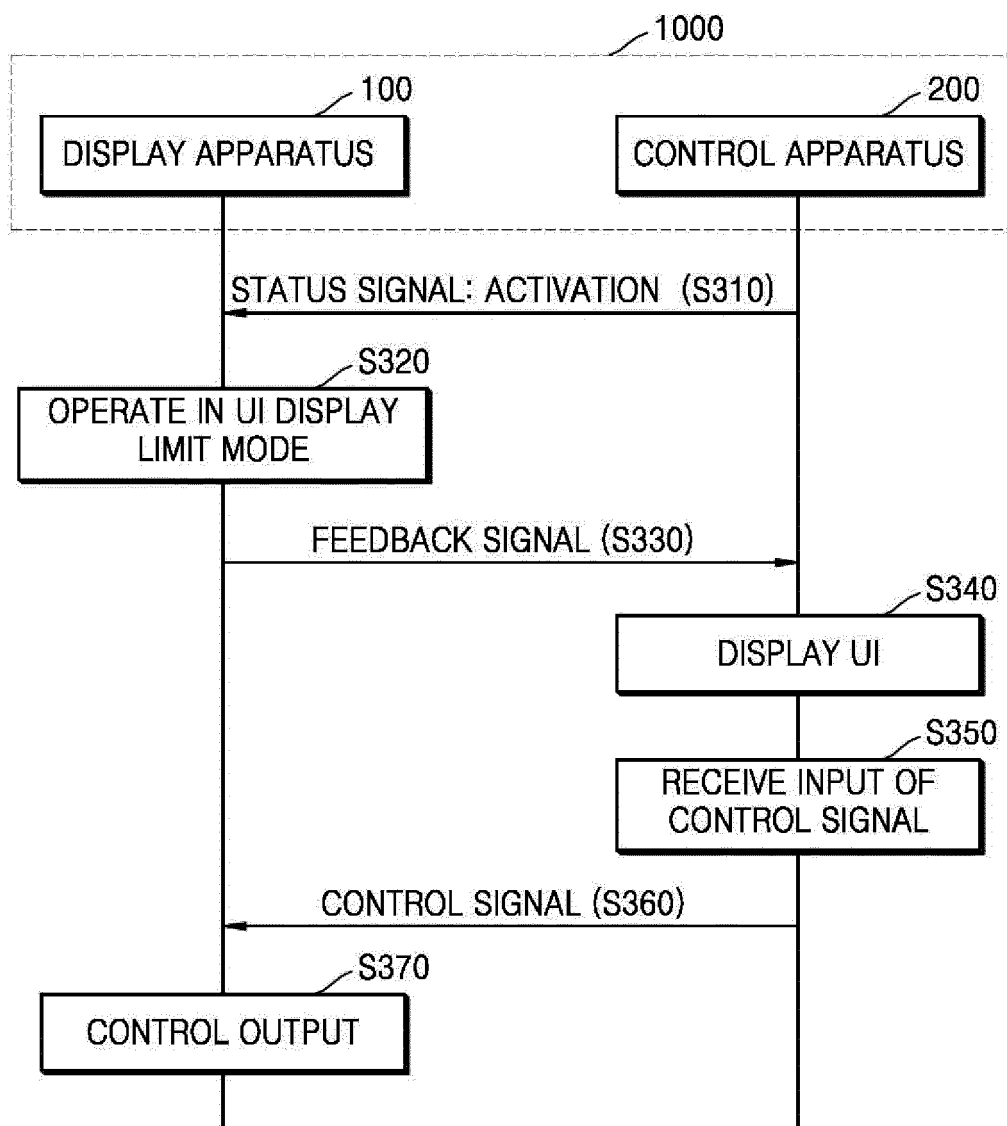 1000
100
200
DISPLAY APPARATUS
CONTROL APPARATUS
STATUS SIGNAL: ACTIVATION (S310)
S320
OPERATE IN UI DISPLAY
LIMIT MODE
FEEDBACK SIGNAL (S330)
S340
DISPLAY UI
S350
RECEIVE INPUT OF
CONTROL SIGNAL
CONTROL SIGNAL (S360)
S370
CONTROL OUTPUT